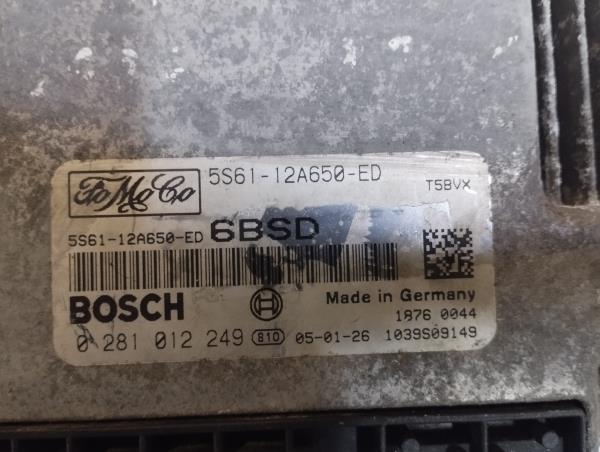 FoMoCo 5S61-12A650-ED T5BVX
5S61-12A650-ED 6BSD
BOSCH Made in Germany
1876 0044
0 281 012 249 810 05-01-26 1039S09149